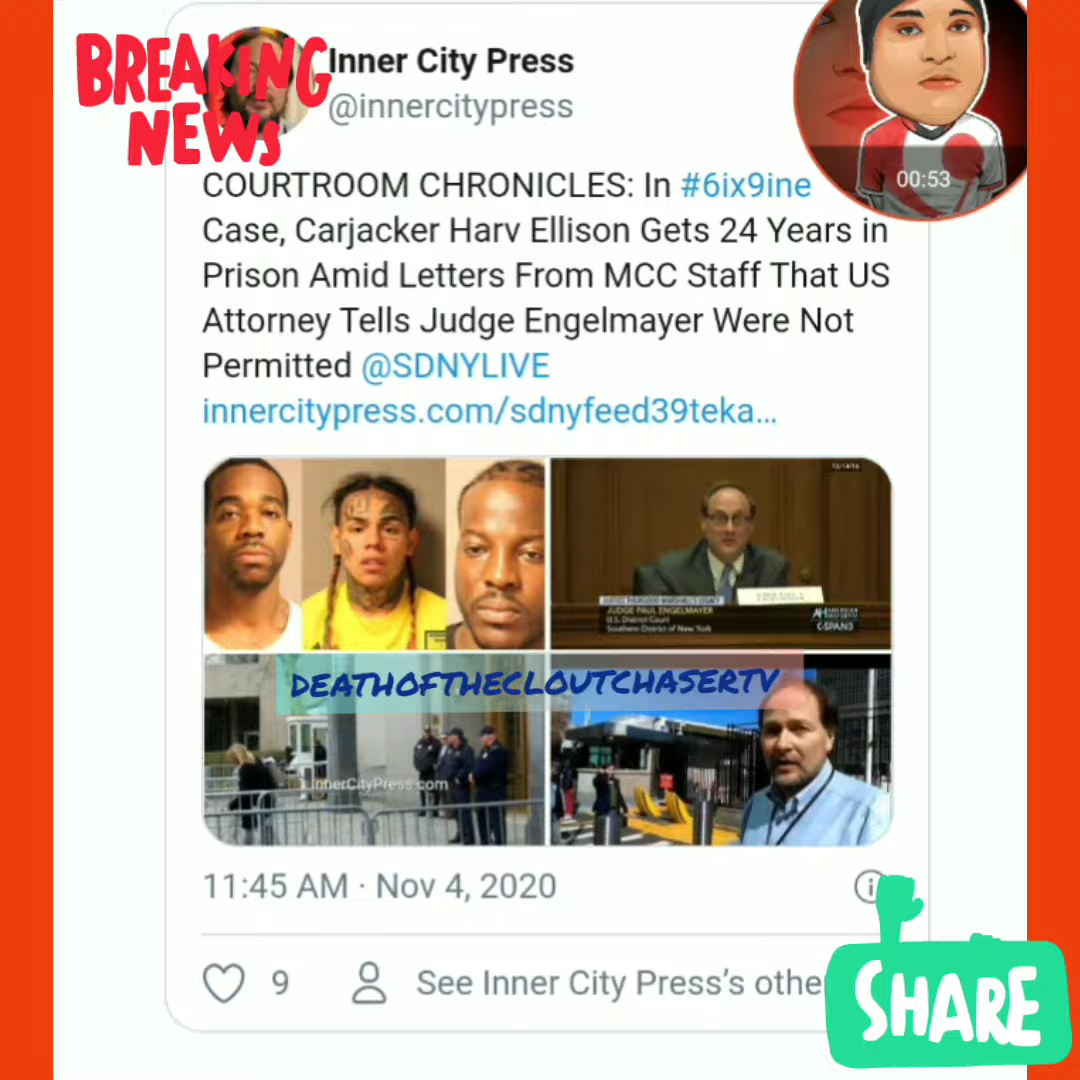 BREAKING
NEWS
Inner City Press
@innercitypress
00:53
COURTROOM CHRONICLES: In #6ix9ine
Case, Carjacker Harv Ellison Gets 24 Years in
Prison Amid Letters From MCC Staff That US
Attorney Tells Judge Engelmayer Were Not
Permitted @SDNYLIVE
innercitypress.com/sdnyfeed39teka...
JUDGE PAUL ENGELMAYER
U.S. District Court
Southern District of New York
C-SPAN3
DEATHOFTHECLOUTCHASERTV
InnerCityPress.com
11:45 AM · Nov 4, 2020
9
See Inner City Press's othe
SHARE